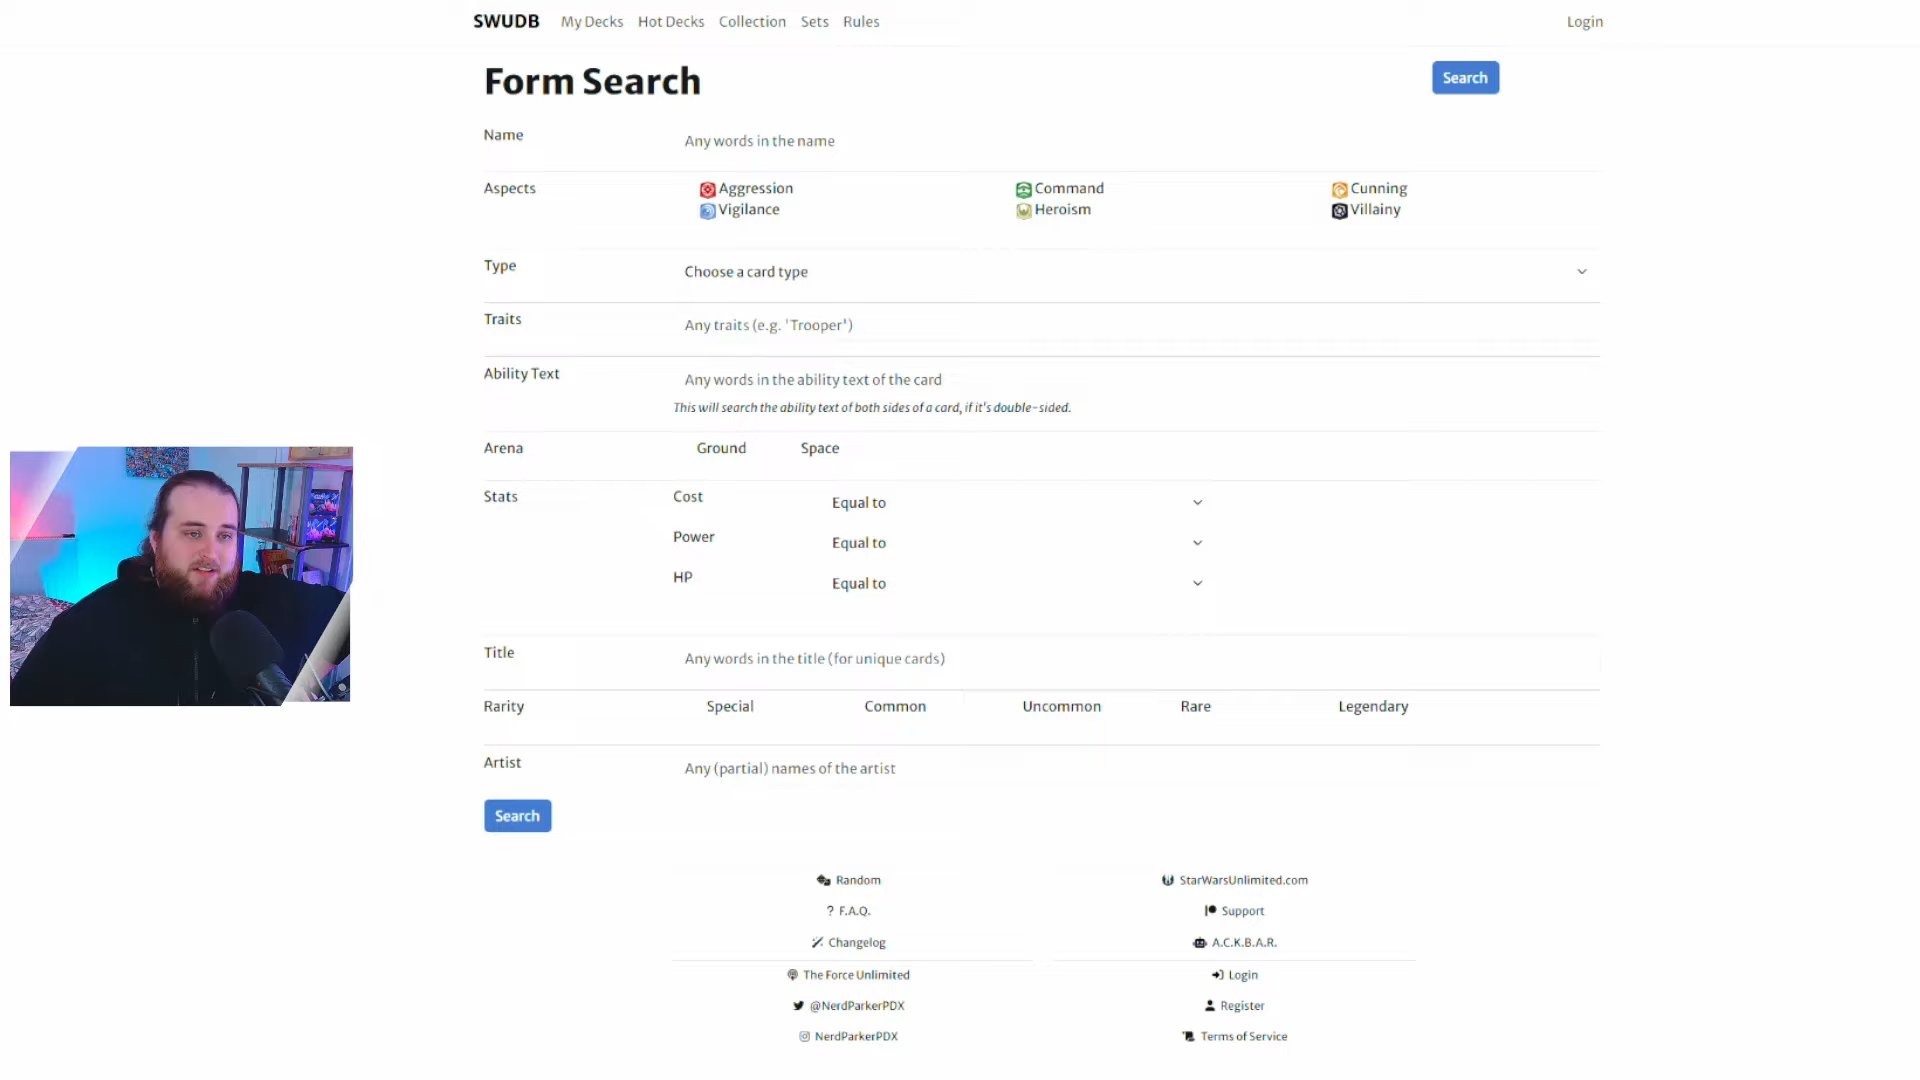 SWUDB My Decks Hot Decks Collection Sets Rules Login
Form Search Search
Name Any words in the name
Aspects Aggression Command Cunning
Vigilance Heroism Villainy
Type Choose a card type
Traits Any traits (e.g. 'Trooper')
Ability Text Any words in the ability text of the card
This will search the ability text of both sides of a card, if it's double-sided.
Arena Ground Space
Stats Cost Equal to
Power Equal to
HP Equal to
Title Any words in the title (for unique cards)
Rarity Special Common Uncommon Rare Legendary
Artist Any (partial) names of the artist
Search
Random StarWarsUnlimited.com
? F.A.Q. Support
Changelog A.C.K.B.A.R.
The Force Unlimited Login
@NerdParkerPDX Register
NerdParkerPDX Terms of Service